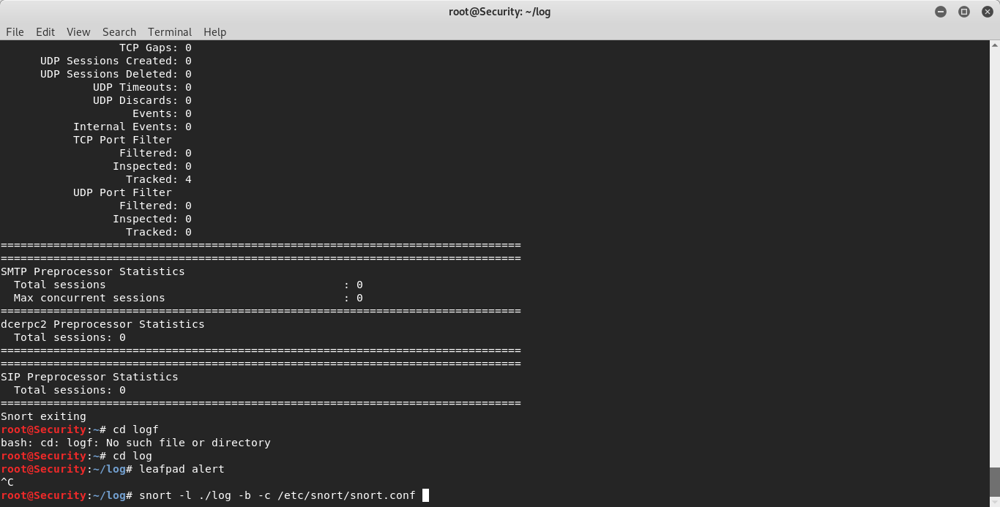 root@Security: ~/log
File Edit View Search Terminal Help
TCP Gaps: 0
UDP Sessions Created: 0
UDP Sessions Deleted: 0
UDP Timeouts: 0
UDP Discards: 0
Events: 0
Internal Events: 0
TCP Port Filter
Filtered: 0
Inspected: 0
Tracked: 4
UDP Port Filter
Filtered: 0
Inspected: 0
Tracked: 0
===============================================================================
===============================================================================
SMTP Preprocessor Statistics
Total sessions : 0
Max concurrent sessions : 0
===============================================================================
dcerpc2 Preprocessor Statistics
Total sessions: 0
===============================================================================
===============================================================================
SIP Preprocessor Statistics
Total sessions: 0
===============================================================================
Snort exiting
root@Security:~# cd logf
bash: cd: logf: No such file or directory
root@Security:~# cd log
root@Security:~/log# leafpad alert
^C
root@Security:~/log# snort -l ./log -b -c /etc/snort/snort.conf